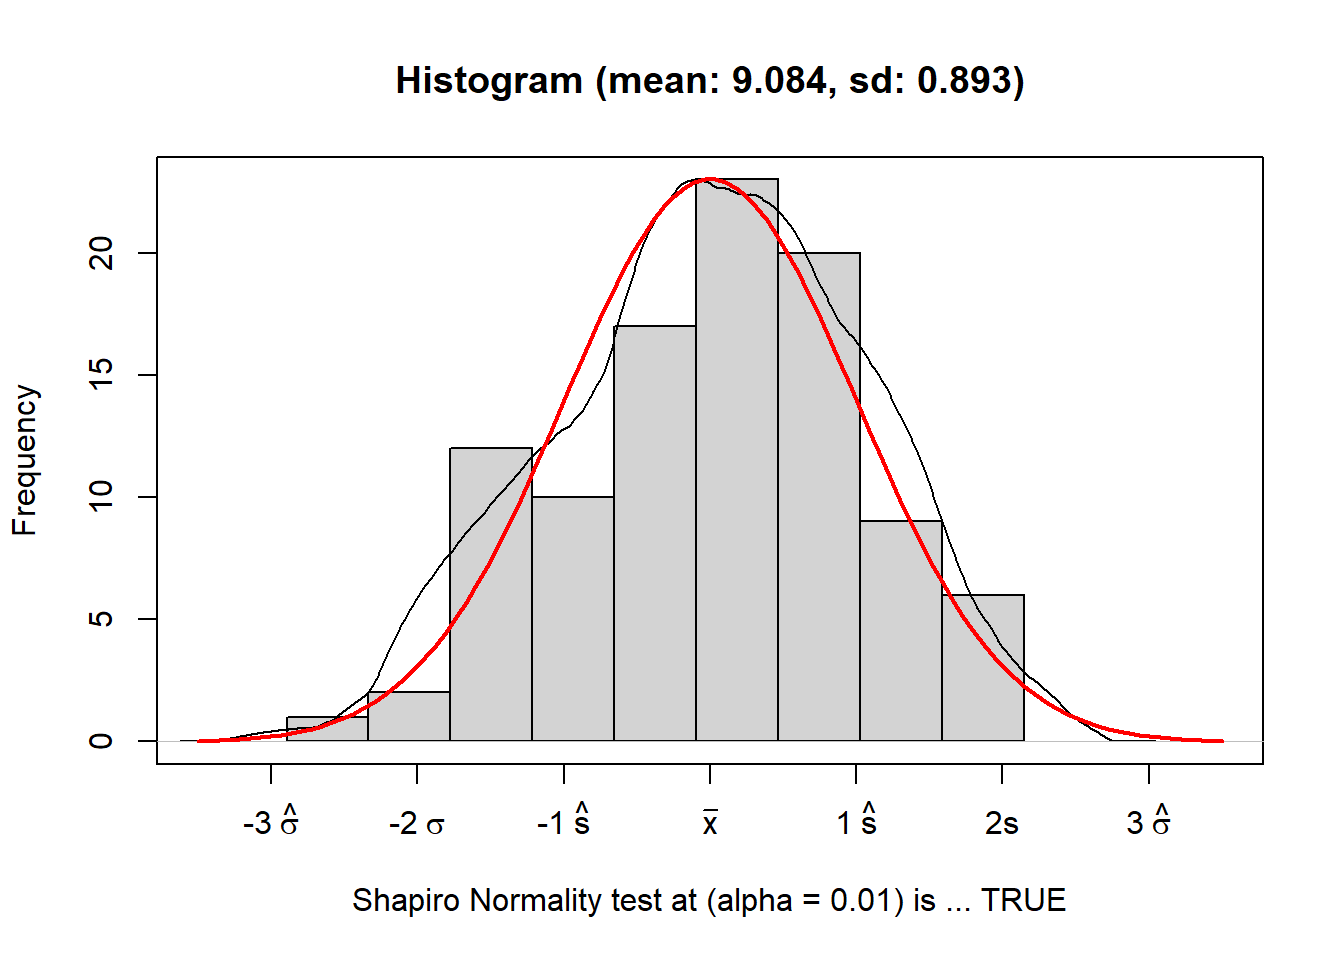 Histogram (mean: 9.084, sd: 0.893)
Frequency
20
15
10
5
0
-3 σ̂ -2 σ -1 ŝ x̄ 1 ŝ 2s 3 σ̂
Shapiro Normality test at (alpha = 0.01) is ... TRUE